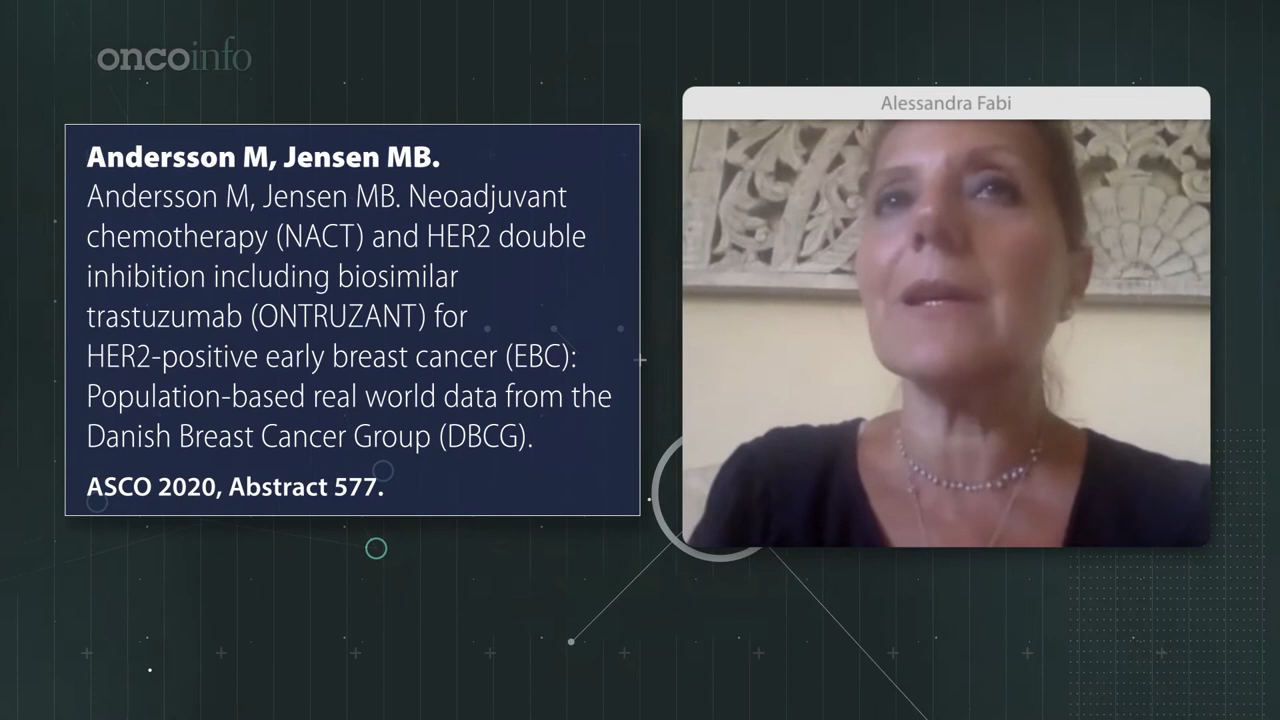 oncoinfo
Alessandra Fabi
Andersson M, Jensen MB.
Andersson M, Jensen MB. Neoadjuvant
chemotherapy (NACT) and HER2 double
inhibition including biosimilar
trastuzumab (ONTRUZANT) for
HER2-positive early breast cancer (EBC):
Population-based real world data from the
Danish Breast Cancer Group (DBCG).
ASCO 2020, Abstract 577.